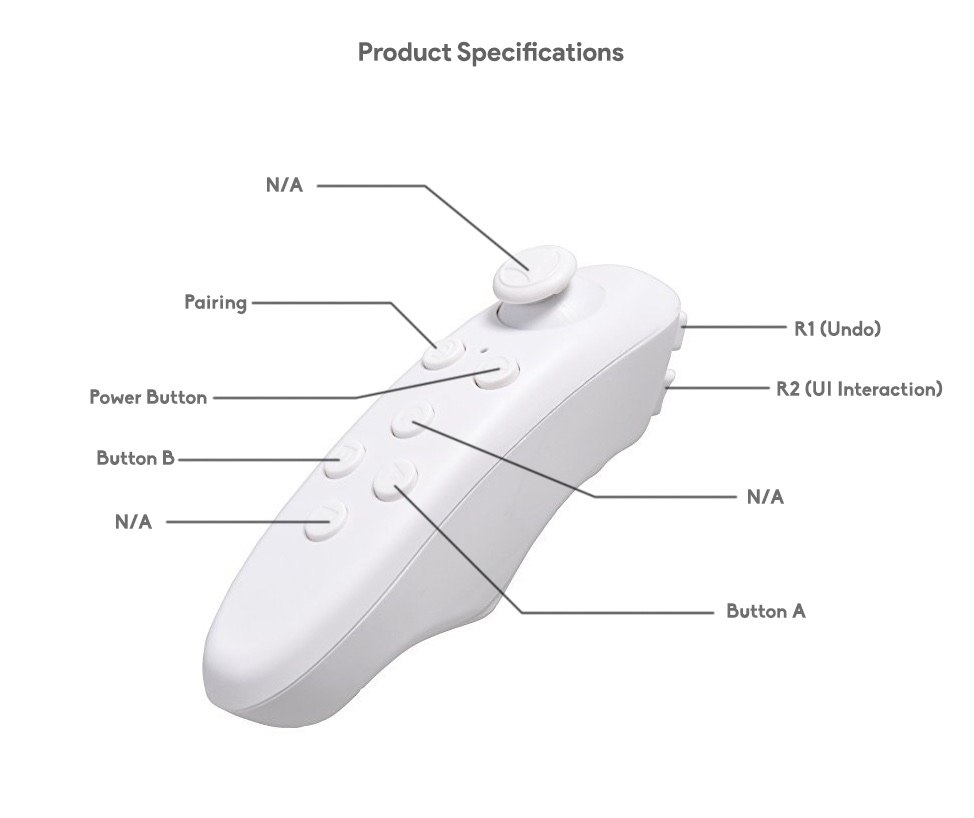 Product Specifications
N/A
Pairing
R1 (Undo)
Power Button
R2 (UI Interaction)
Button B
N/A
N/A
Button A